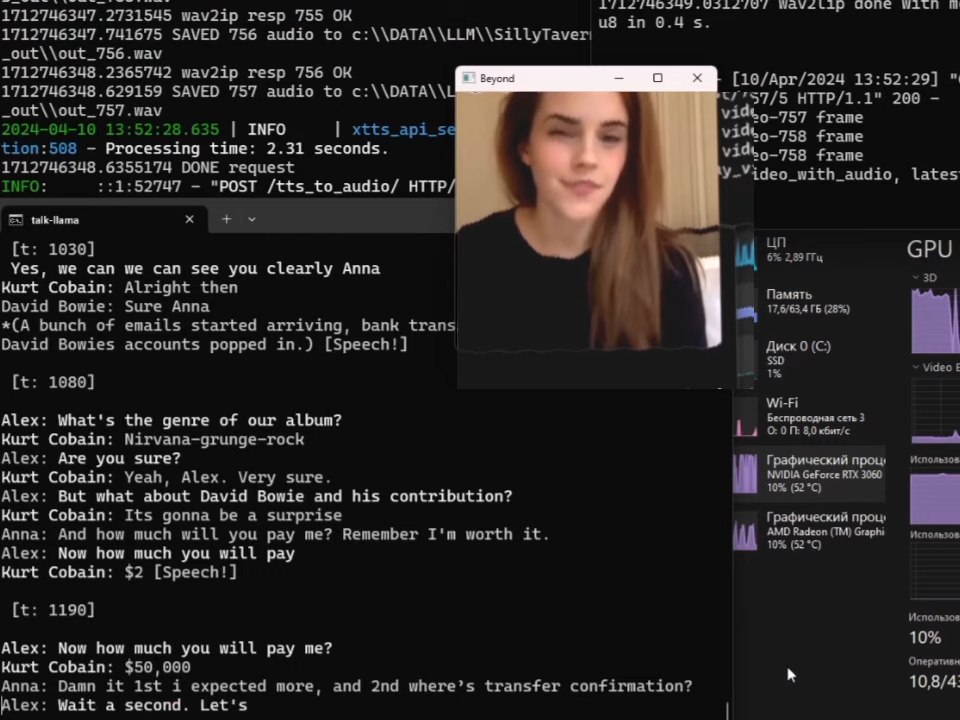 _out\\out_755.wav
1712746347.2731545 wav2ip resp 755 OK
1712746347.741675 SAVED 756 audio to c:\\DATA\\LLM\\SillyTaver
_out\\out_756.wav
1712746348.2365742 wav2ip resp 756 OK
1712746348.629159 SAVED 757 audio to c:\\DATA\\L
_out\\out_757.wav
2024-04-10 13:52:28.635 | INFO | xtts_api_se
tion:508 - Processing time: 2.31 seconds.
1712746348.6355174 DONE request
INFO: ::1:52747 - "POST /tts_to_audio/ HTTP/
1712746349.0312707 wav2lip done with
u8 in 0.4 s.
Beyond
- [10/Apr/2024 13:52:29] "
57/5 HTTP/1.1" 200 -
eo-757 frame
eo-758 frame
eo-758 frame
ideo_with_audio, latest
talk-llama
[t: 1030]
Yes, we can we can see you clearly Anna
Kurt Cobain: Alright then
David Bowie: Sure Anna
*(A bunch of emails started arriving, bank trans
David Bowies accounts popped in.) [Speech!]
[t: 1080]
Alex: What's the genre of our album?
Kurt Cobain: Nirvana-grunge-rock
Alex: Are you sure?
Kurt Cobain: Yeah, Alex. Very sure.
Alex: But what about David Bowie and his contribution?
Kurt Cobain: Its gonna be a surprise
Anna: And how much will you pay me? Remember I'm worth it.
Alex: Now how much you will pay
Kurt Cobain: $2 [Speech!]
[t: 1190]
Alex: Now how much you will pay me?
Kurt Cobain: $50,000
Anna: Damn it 1st i expected more, and 2nd where's transfer confirmation?
Alex: Wait a second. Let's
ЦП
6% 2,89 ГГц
Память
17,6/63,4 ГБ (28%)
Диск 0 (C:)
SSD
1%
Wi-Fi
Беспроводная сеть 3
О: 0 П: 8,0 кбит/с
Графический проце
NVIDIA GeForce RTX 3060
10% (52 °C)
Графический проце
AMD Radeon (TM) Graphi
10% (52 °C)
GPU
3D
Video E
Использо
Использо
Использо
10%
Оперативн
10,8/43